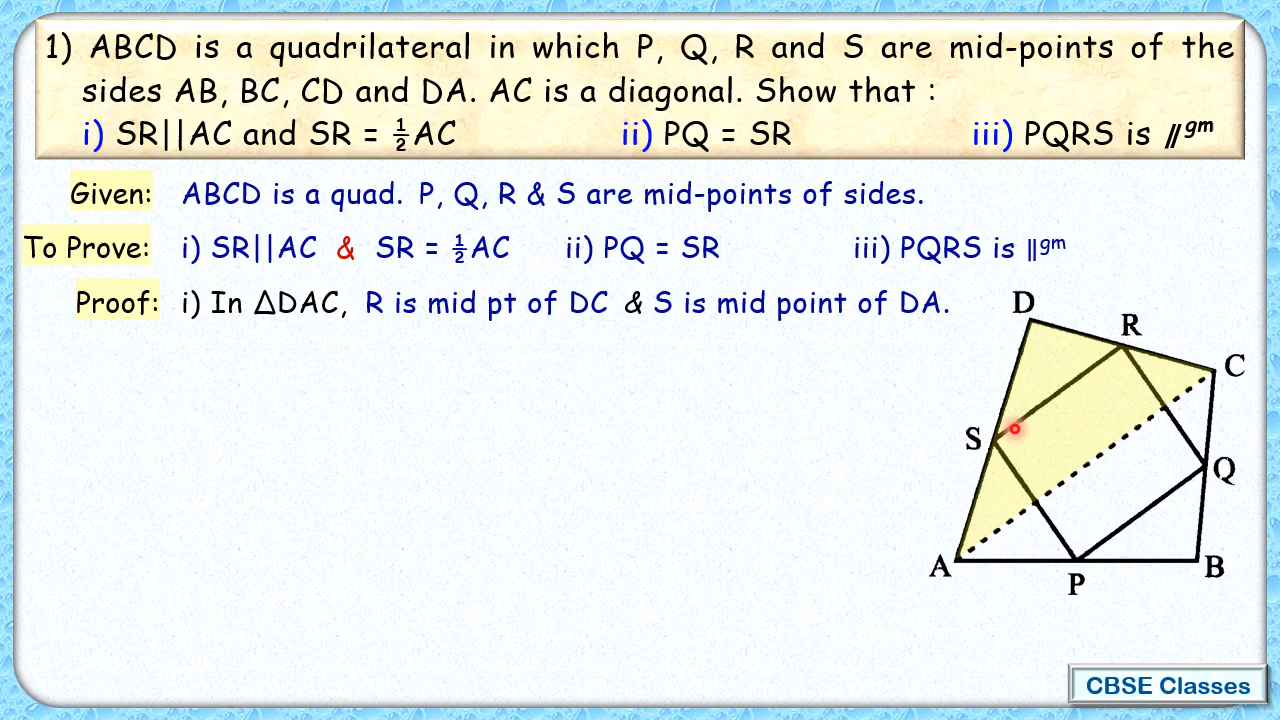 1) ABCD is a quadrilateral in which P, Q, R and S are mid-points of the
sides AB, BC, CD and DA. AC is a diagonal. Show that :
i) SR||AC and SR = ½AC ii) PQ = SR iii) PQRS is //gm
Given: ABCD is a quad. P, Q, R & S are mid-points of sides.
To Prove: i) SR||AC & SR = ½AC ii) PQ = SR iii) PQRS is ||gm
Proof: i) In ΔDAC, R is mid pt of DC & S is mid point of DA.
D
R
C
S
Q
A
B
P
CBSE Classes